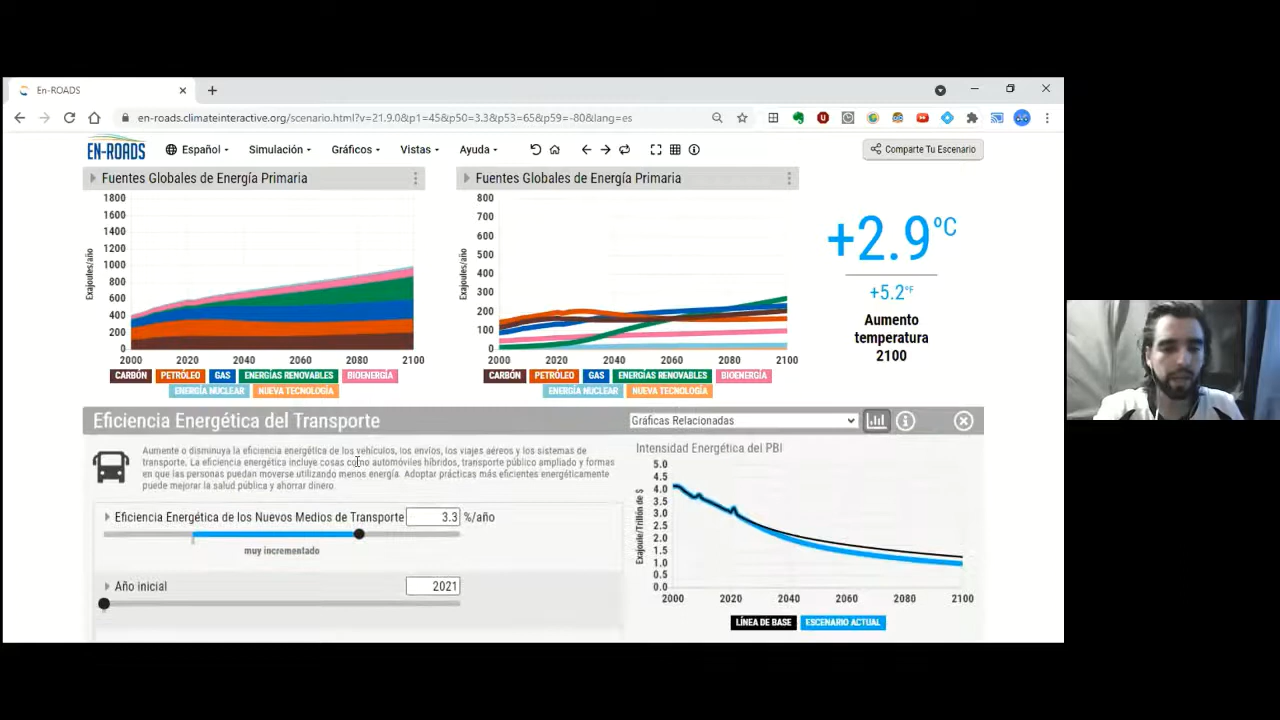 En-ROADS
en-roads.climateinteractive.org/scenario.html?v=21.9.0&p1=45&p50=3.3&p53=65&p59=-80&lang=es
EN-ROADS
Español
Simulación
Gráficos
Vistas
Ayuda
Comparte Tu Escenario
Fuentes Globales de Energía Primaria
1800
1600
1400
1200
1000
800
600
400
200
0
Exajoules/año
2000 2020 2040 2060 2080 2100
CARBÓN PETRÓLEO GAS ENERGÍAS RENOVABLES BIOENERGÍA
ENERGÍA NUCLEAR NUEVA TECNOLOGÍA
Fuentes Globales de Energía Primaria
800
700
600
500
400
300
200
100
0
Exajoules/año
2000 2020 2040 2060 2080 2100
CARBÓN PETRÓLEO GAS ENERGÍAS RENOVABLES BIOENERGÍA
ENERGÍA NUCLEAR NUEVA TECNOLOGÍA
+2.9ºC
+5.2°F
Aumento
temperatura
2100
Eficiencia Energética del Transporte
Gráficas Relacionadas
Aumente o disminuya la eficiencia energética de los vehículos, los envíos, los viajes aéreos y los sistemas de
transporte. La eficiencia energética incluye cosas como automóviles híbridos, transporte público ampliado y formas
en que las personas puedan moverse utilizando menos energía. Adoptar prácticas más eficientes energéticamente
puede mejorar la salud pública y ahorrar dinero.
Eficiencia Energética de los Nuevos Medios de Transporte 3.3 %/año
muy incrementado
Año inicial 2021
Intensidad Energética del PBI
5.0
4.5
4.0
3.5
3.0
2.5
2.0
1.5
1.0
0.5
0.0
Exajoule/Trillón de $
2000 2020 2040 2060 2080 2100
LÍNEA DE BASE ESCENARIO ACTUAL